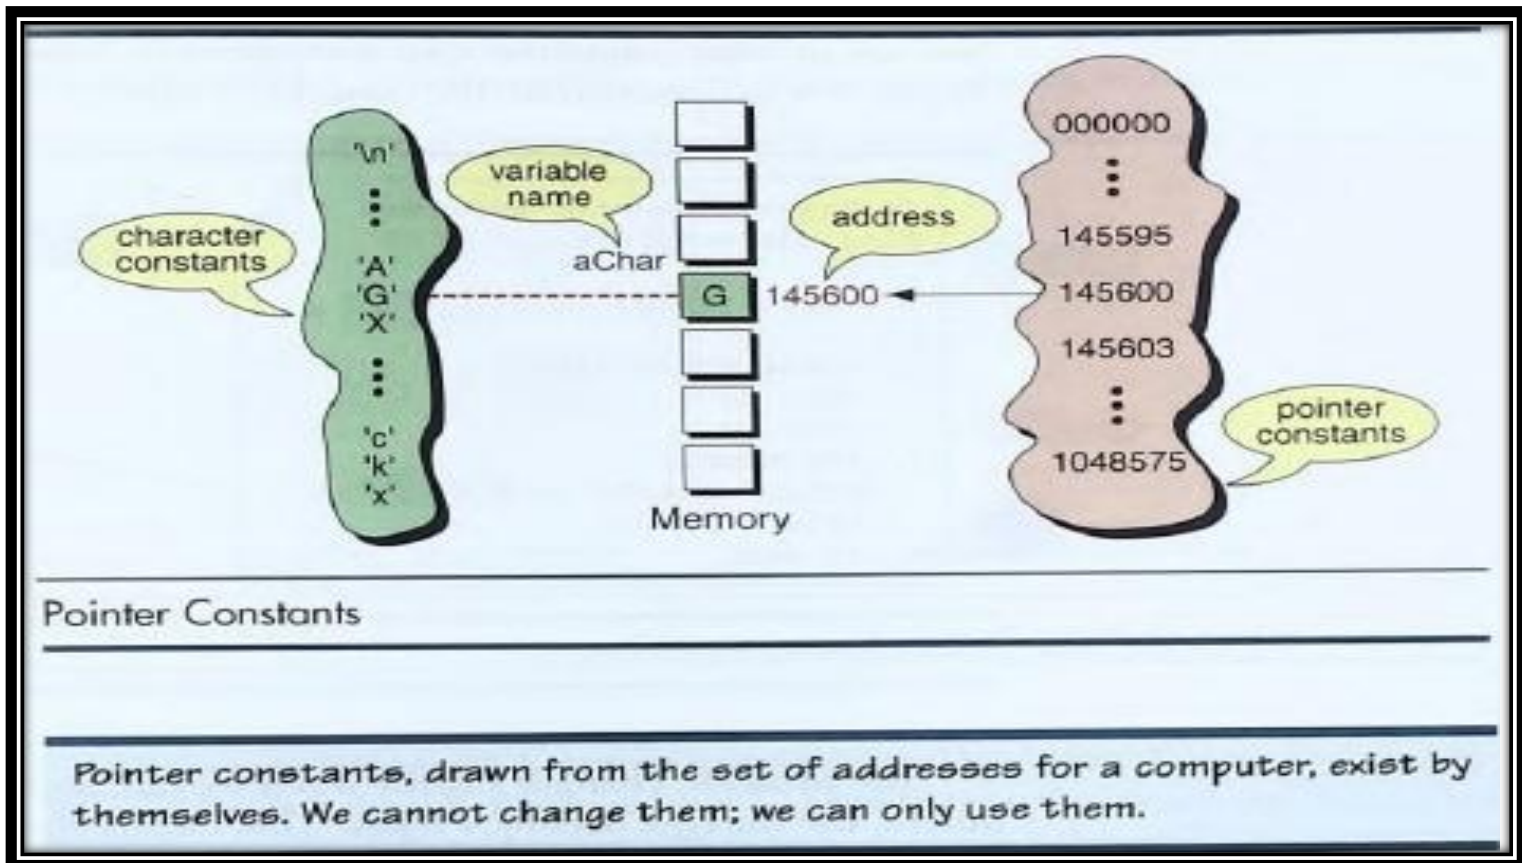 '\n'
'A'
'G'
'X'
'c'
'k'
'x'
character
constants
variable
name
aChar
G
Memory
address
145600
000000
145595
145600
145603
1048575
pointer
constants
Pointer Constants
Pointer constants, drawn from the set of addresses for a computer, exist by
themselves. We cannot change them; we can only use them.